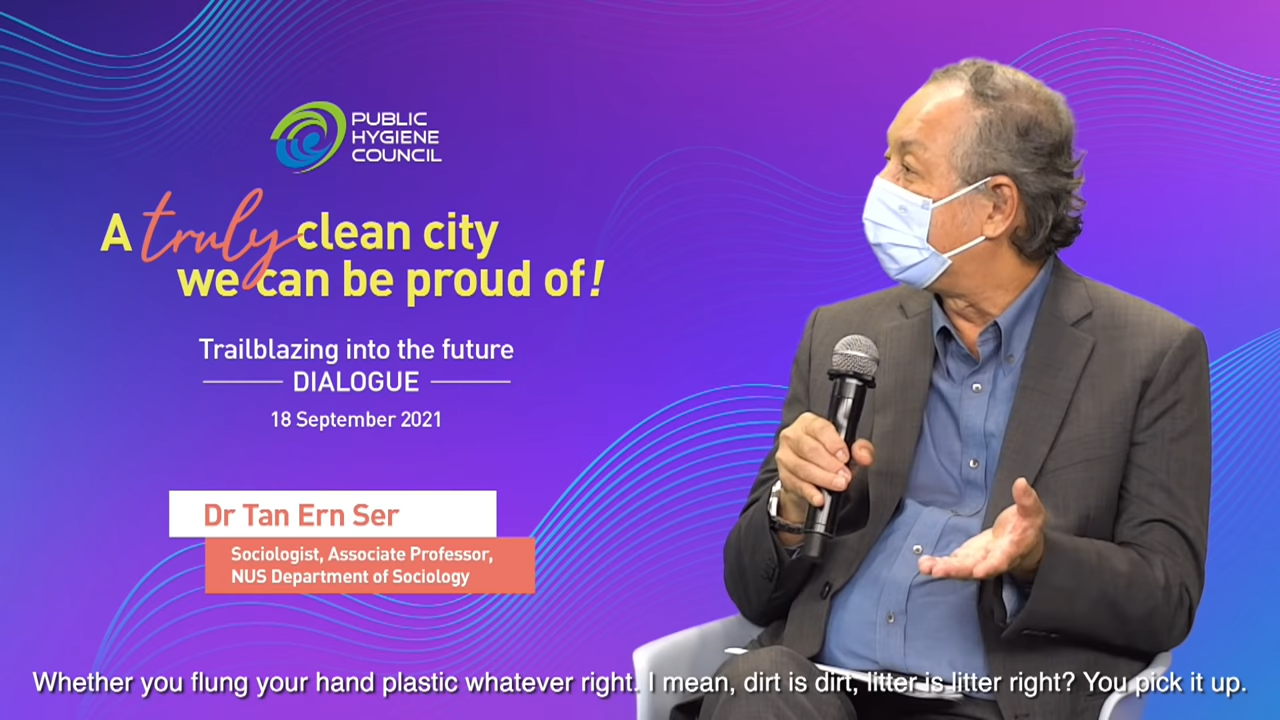 PUBLIC
HYGIENE
COUNCIL
A truly clean city
we can be proud of!
Trailblazing into the future
DIALOGUE
18 September 2021
Dr Tan Ern Ser
Sociologist, Associate Professor,
NUS Department of Sociology
Whether you flung your hand plastic whatever right. I mean, dirt is dirt, litter is litter right? You pick it up.